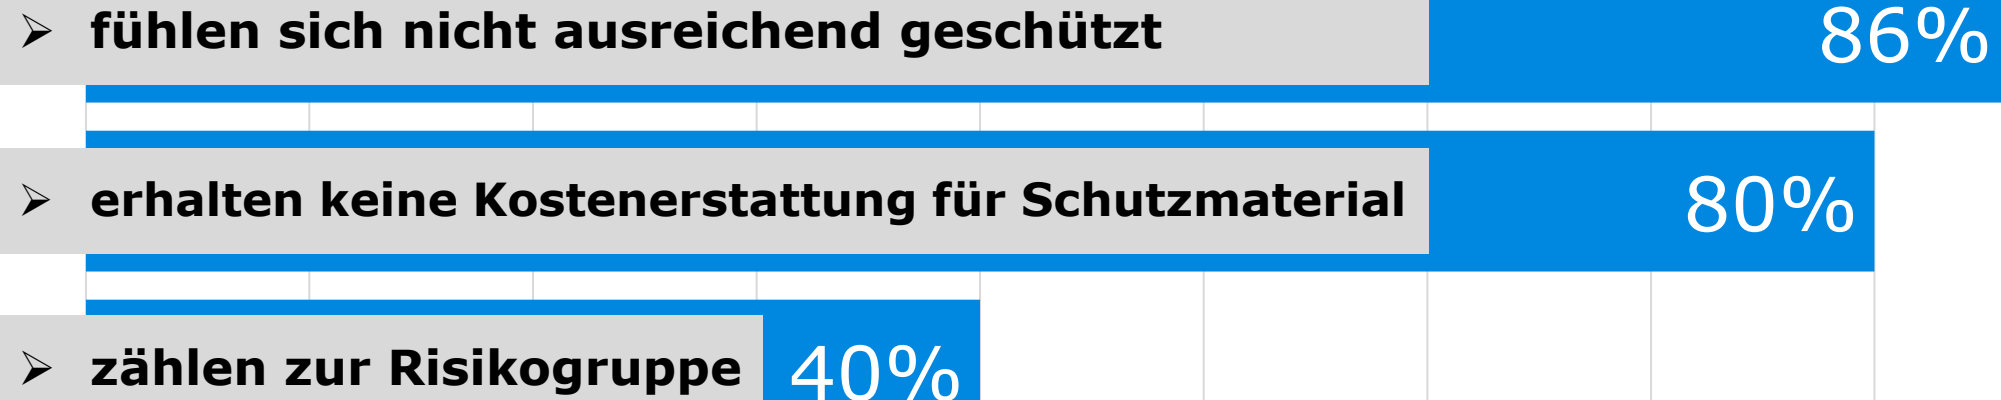 ➢ fühlen sich nicht ausreichend geschützt 86%
➢ erhalten keine Kostenerstattung für Schutzmaterial 80%
➢ zählen zur Risikogruppe 40%